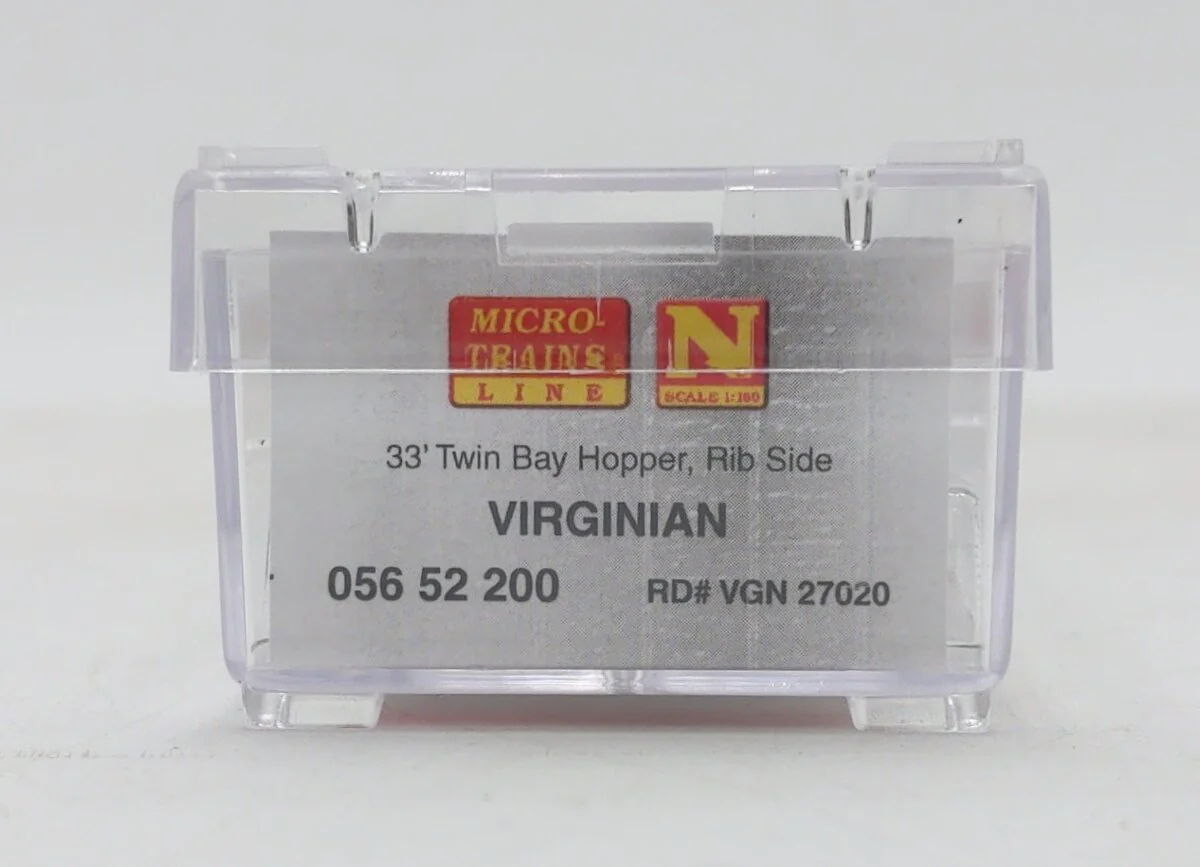 MICRO-
TRAINS®
LINE
N
SCALE 1:160
33' Twin Bay Hopper, Rib Side
VIRGINIAN
056 52 200
RD# VGN 27020